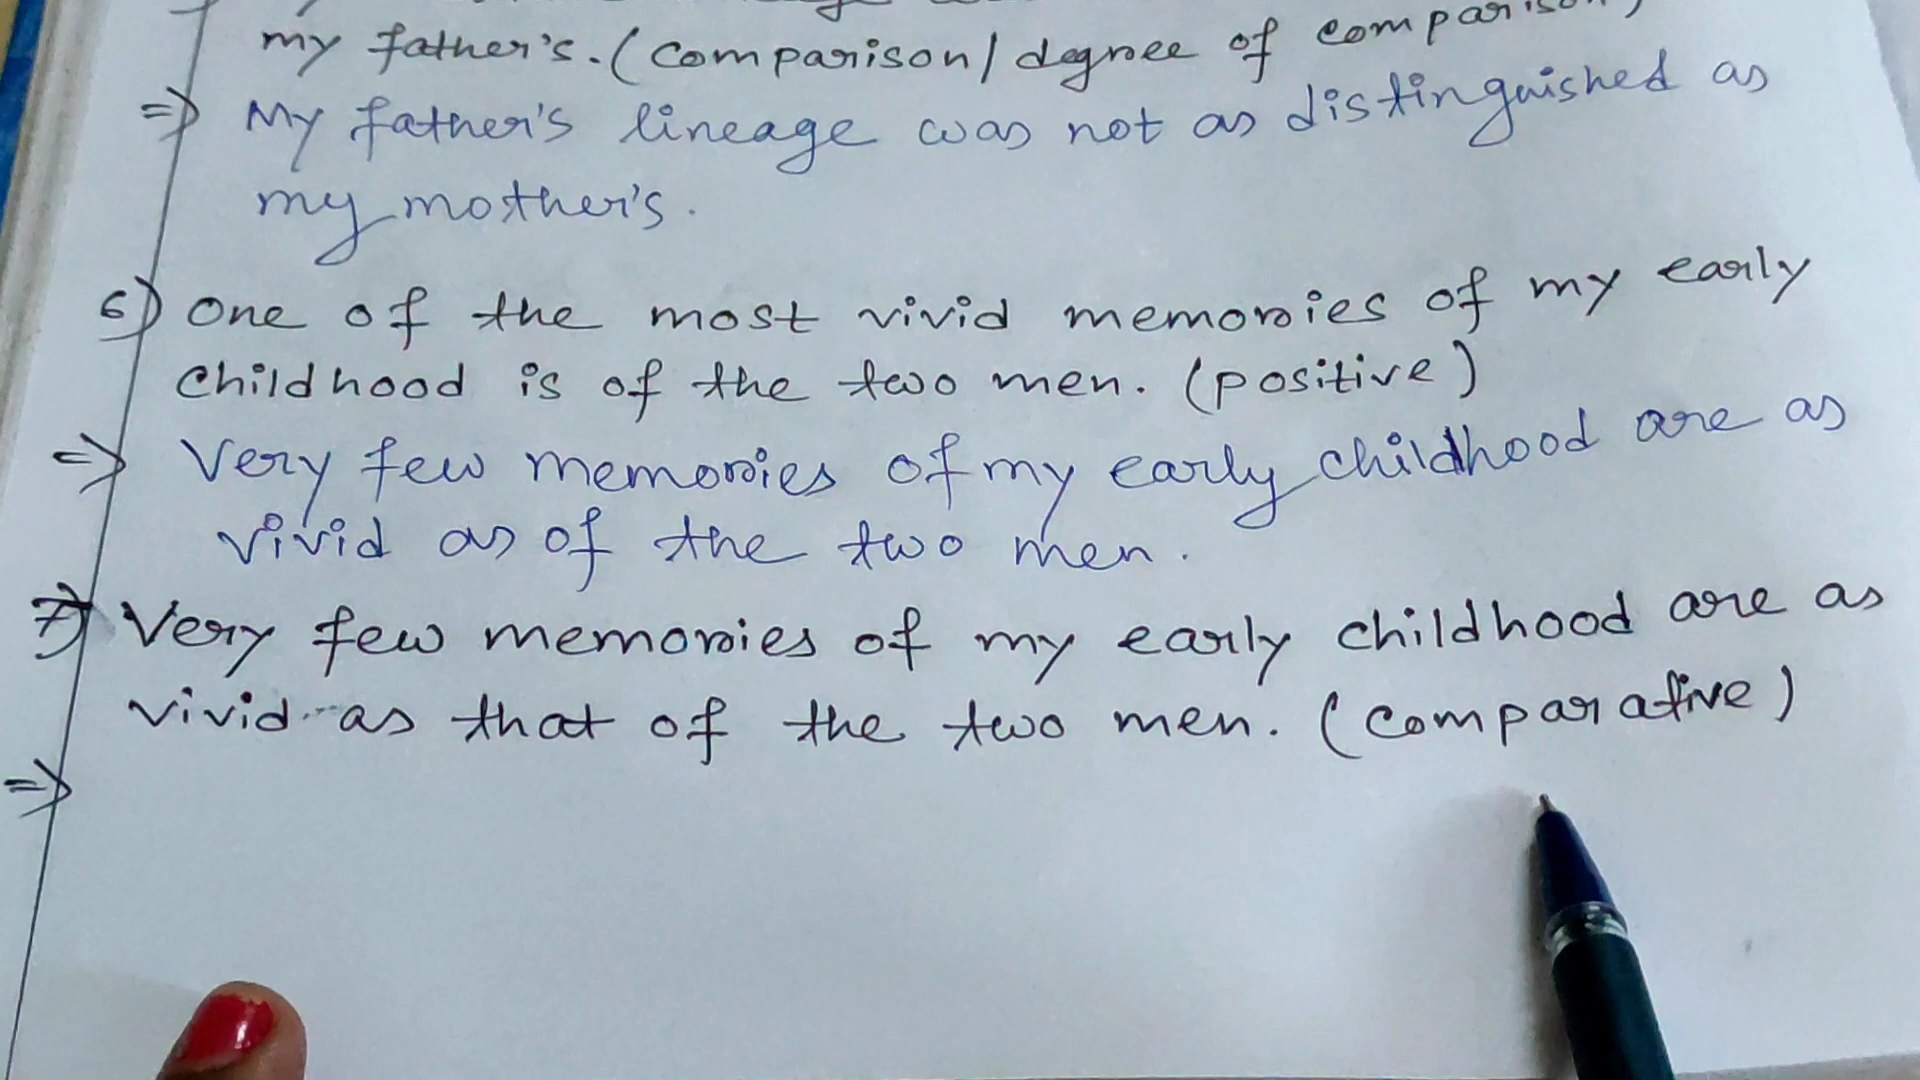 my father's. (comparison/degree of comparison)
=> My father's lineage was not as distinguished as
my mother's.
6) One of the most vivid memories of my early
childhood is of the two men. (positive)
=> Very few memories of my early childhood are as
vivid as of the two men.
7) Very few memories of my early childhood are as
vivid as that of the two men. (comparative)
=>